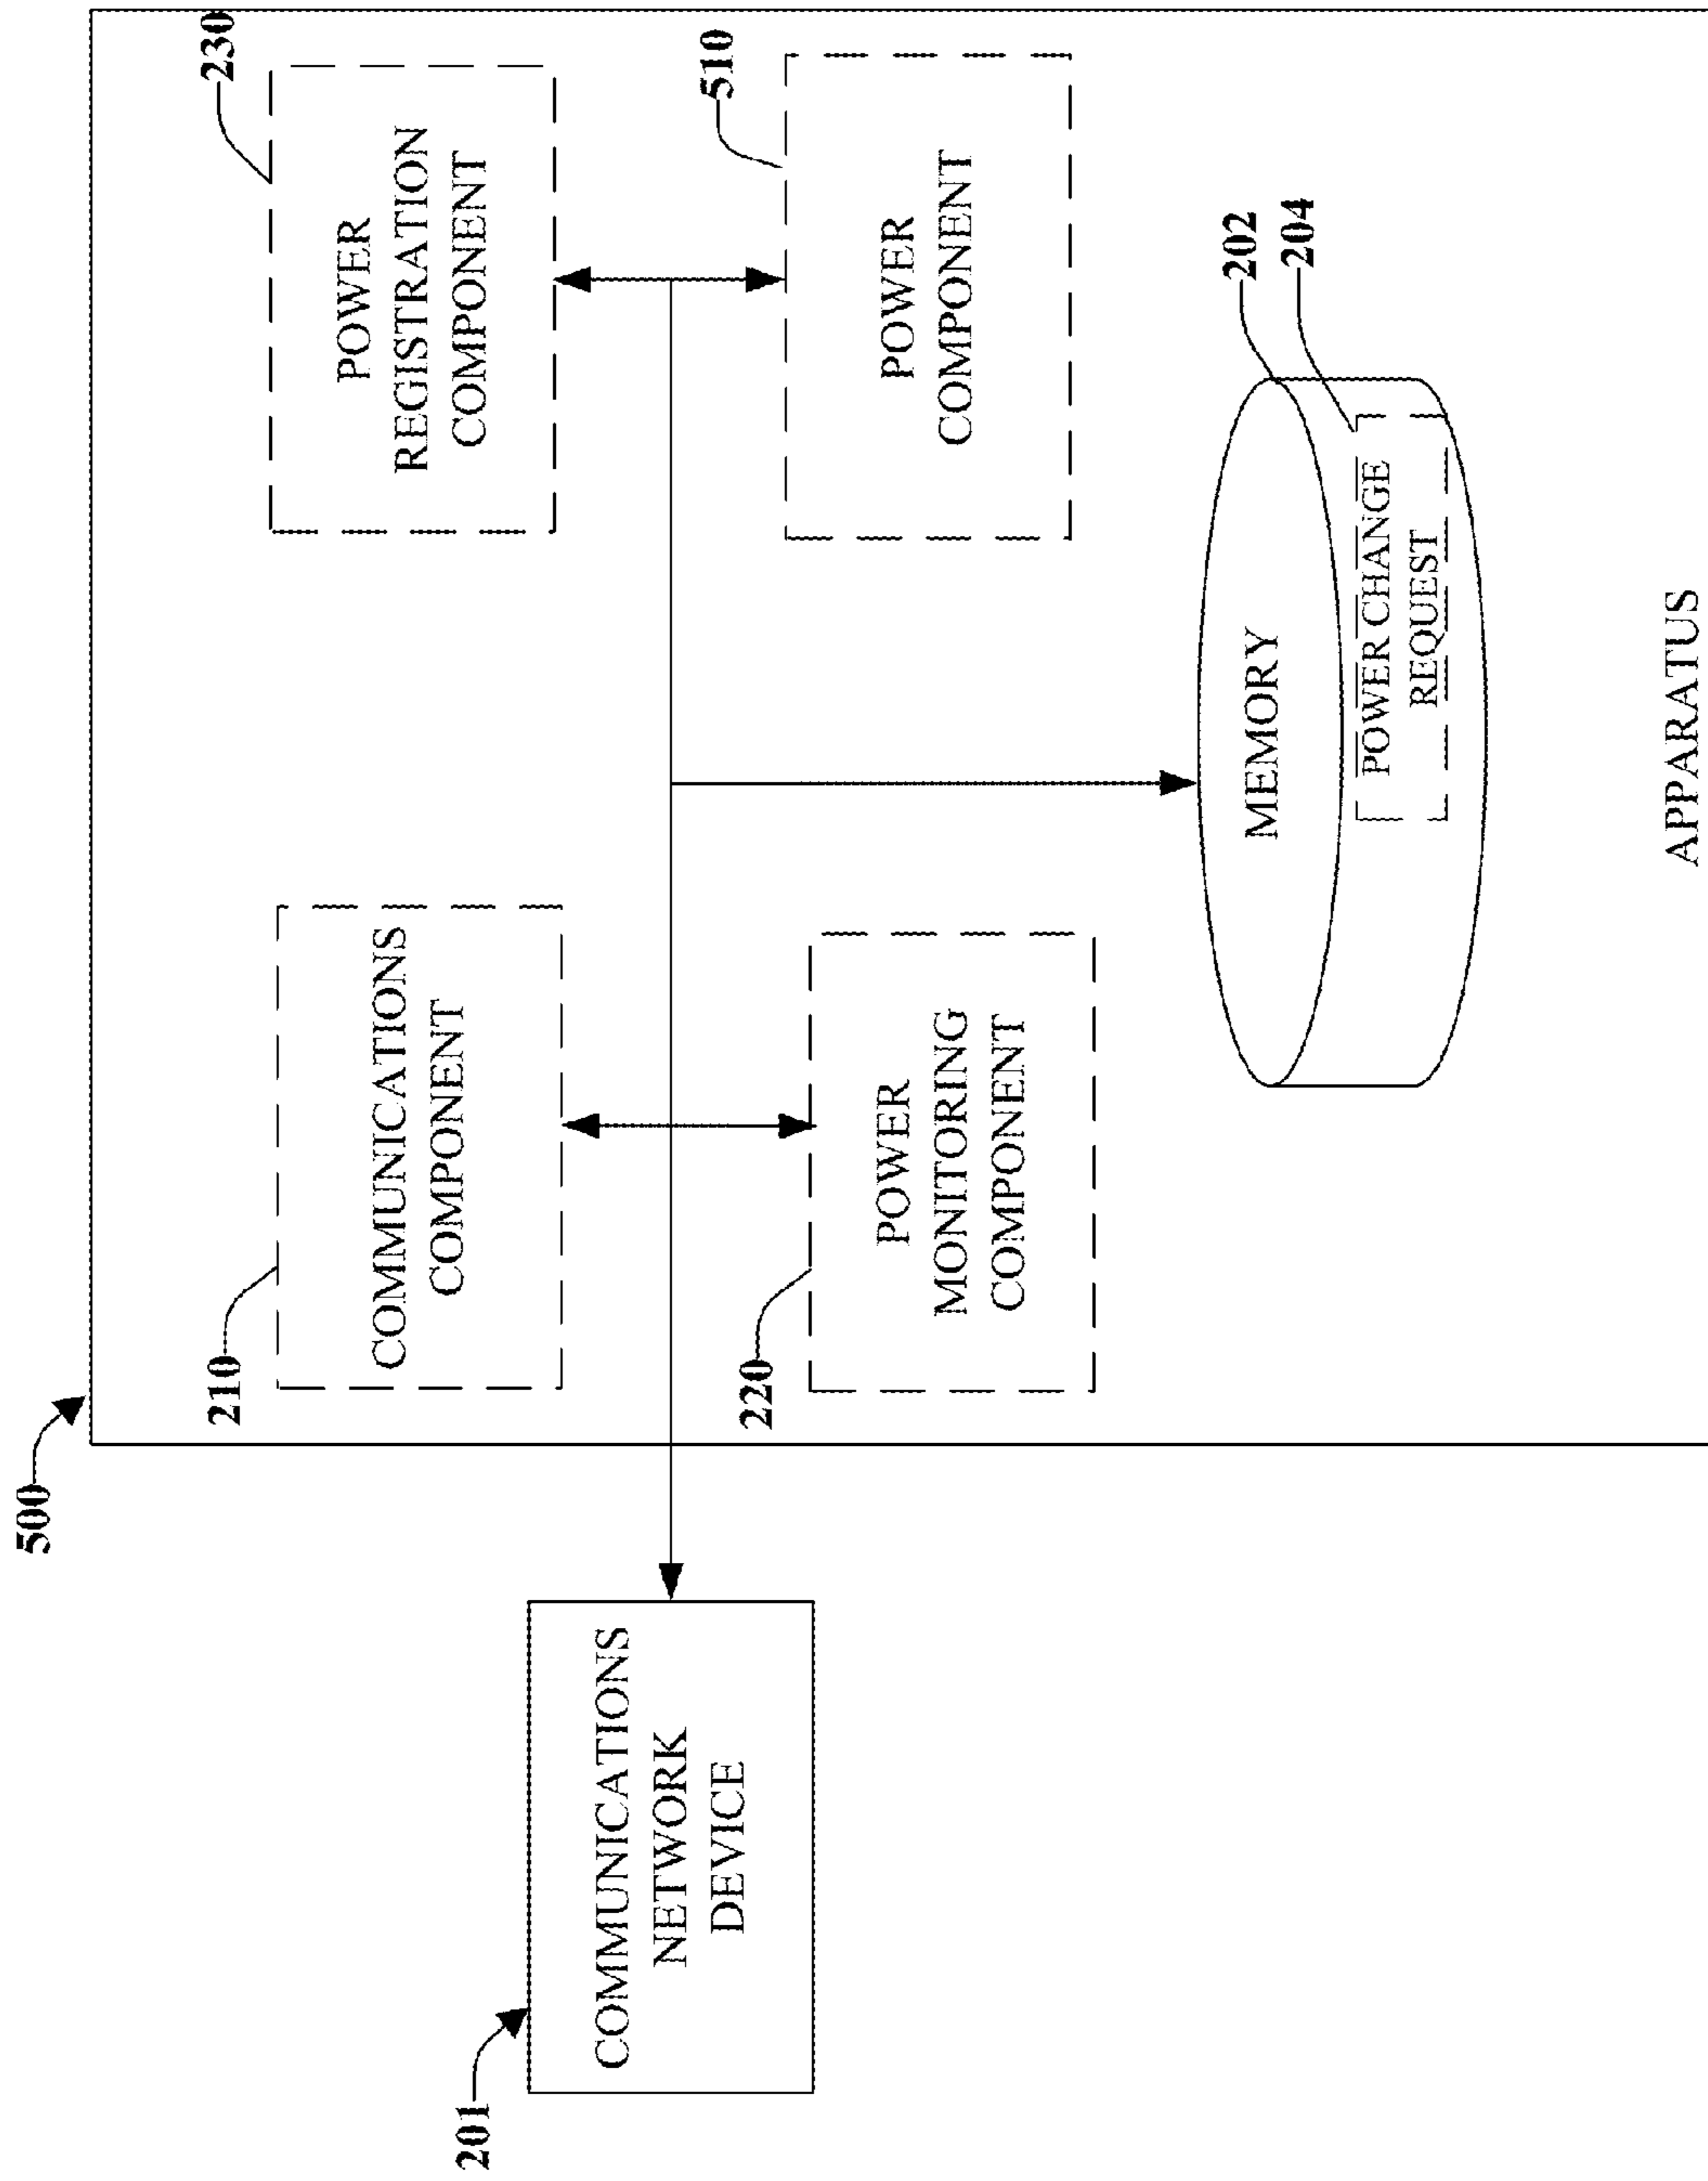 500
201
COMMUNICATIONS
NETWORK
DEVICE
210
COMMUNICATIONS
COMPONENT
230
POWER
REGISTRATION
COMPONENT
220
POWER
MONITORING
COMPONENT
510
POWER
COMPONENT
202
204
MEMORY
POWER CHANGE
REQUEST
APPARATUS